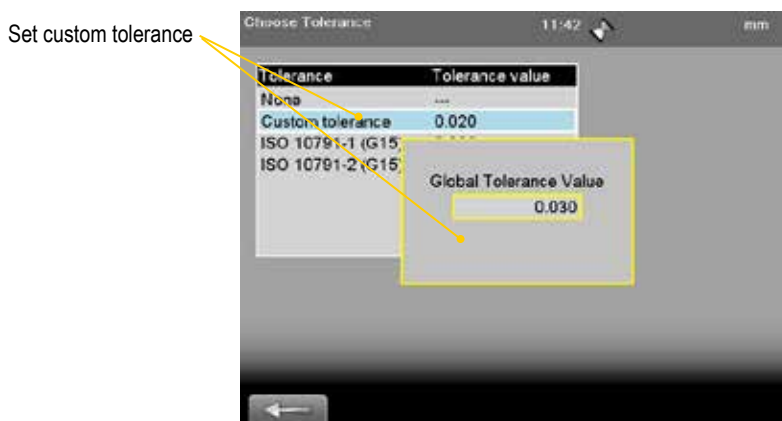 Set custom tolerance
Choose Tolerance 11:42 mm
Tolerance Tolerance value
None ---
Custom tolerance 0.020
ISO 10791-1 (G15)
ISO 10791-2 (G15)
Global Tolerance Value
0.030